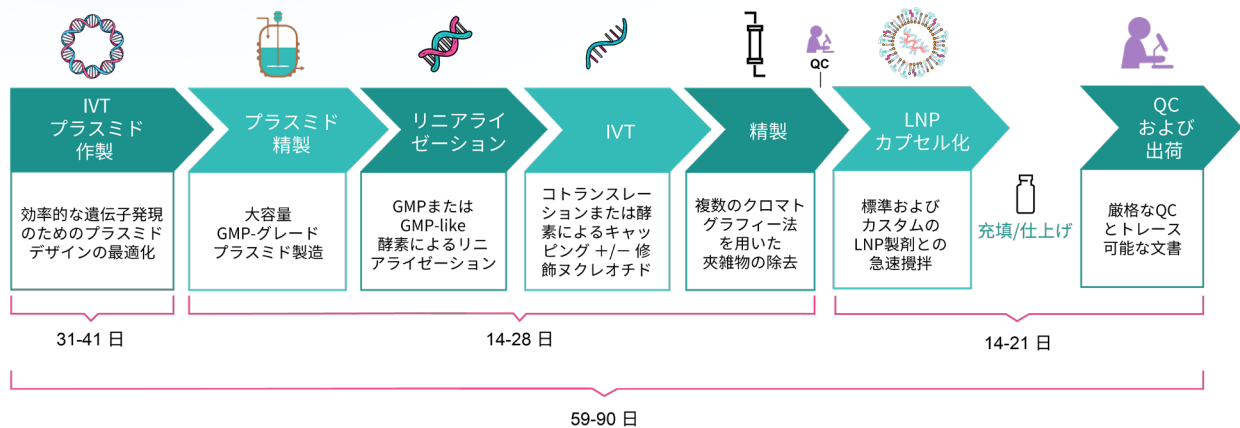 QC
IVT
プラスミド
作製
プラスミド
精製
リニアライ
ゼーション
IVT
精製
LNP
カプセル化
QC
および
出荷
効率的な遺伝子発現
のためのプラスミド
デザインの最適化
大容量
GMP-グレード
プラスミド製造
GMPまたは
GMP-like
酵素によるリニ
アライゼーション
コトランスレー
ションまたは酵
素によるキャッ
ピング +/− 修
飾ヌクレオチド
複数のクロマト
グラフィー法
を用いた
夾雑物の除去
標準および
カスタムの
LNP製剤との
急速攪拌
充填/仕上げ
厳格なQC
とトレース
可能な文書
31-41 日
14-28 日
14-21 日
59-90 日